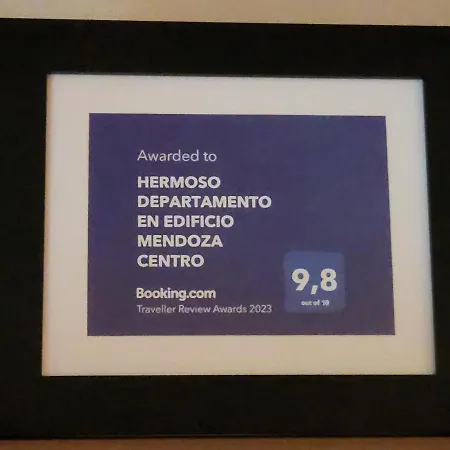 Awarded to
HERMOSO
DEPARTAMENTO
EN EDIFICIO
MENDOZA
CENTRO
Booking.com
Traveller Review Awards 2023
9,8
out of 10